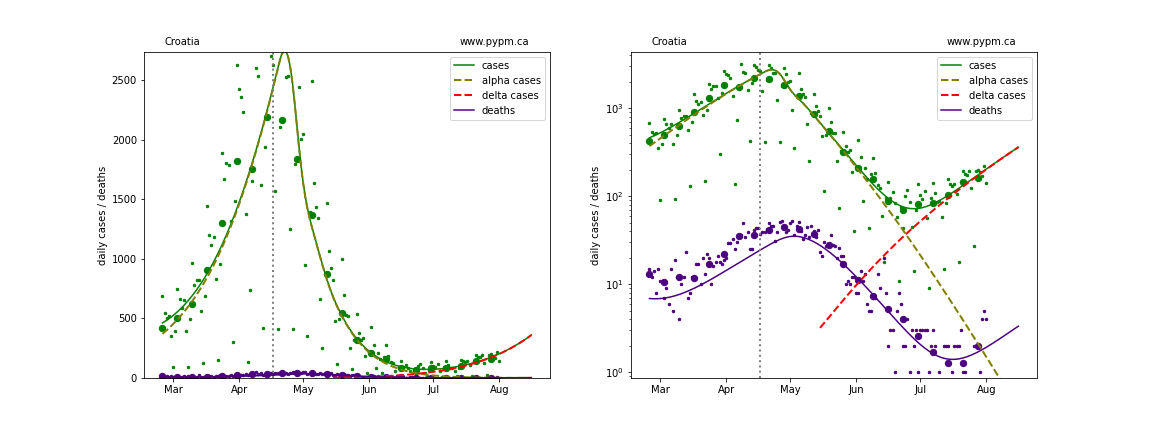 Croatia www.pypm.ca
cases
alpha cases
delta cases
deaths
daily cases / deaths
2500
2000
1500
1000
500
0
Mar Apr May Jun Jul Aug
Croatia www.pypm.ca
cases
alpha cases
delta cases
deaths
daily cases / deaths
10³
10²
10¹
10⁰
Mar Apr May Jun Jul Aug